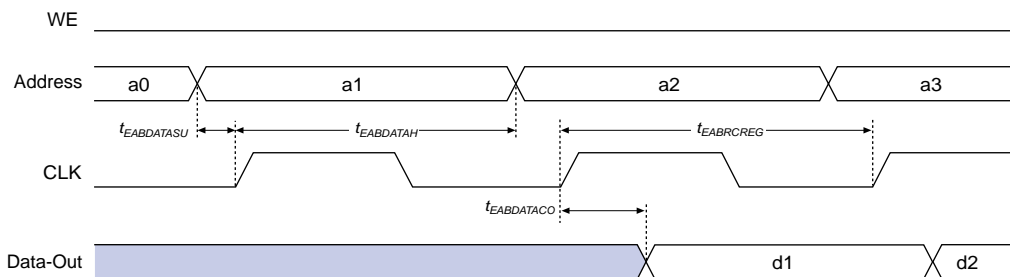 WE
Address
a0
a1
a2
a3
tEABDATASU
tEABDATAH
tEABRCREG
CLK
tEABDATACO
Data-Out
d1
d2